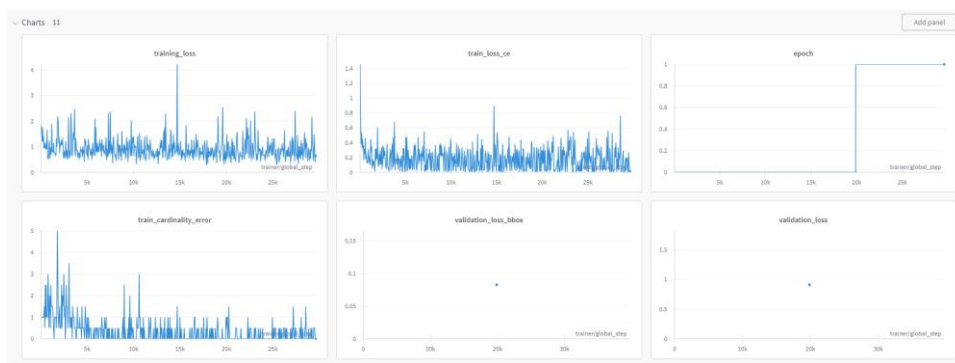 Charts 11
Add panel
training_loss
4
3
2
1
0
trainer/global_step
5k 10k 15k 20k 25k
train_loss_ce
1.4
1.2
1
0.8
0.6
0.4
0.2
0
trainer/global_step
5k 10k 15k 20k 25k
epoch
1
0.8
0.6
0.4
0.2
0
trainer/global_step
5k 10k 15k 20k 25k
train_cardinality_error
5
4
3
2
1
0
trainer/global_step
5k 10k 15k 20k 25k
validation_loss_bbox
0.15
0.1
0.05
0
trainer/global_step
0 10k 20k 30k
validation_loss
1.5
1
0.5
0
trainer/global_step
0 10k 20k 30k